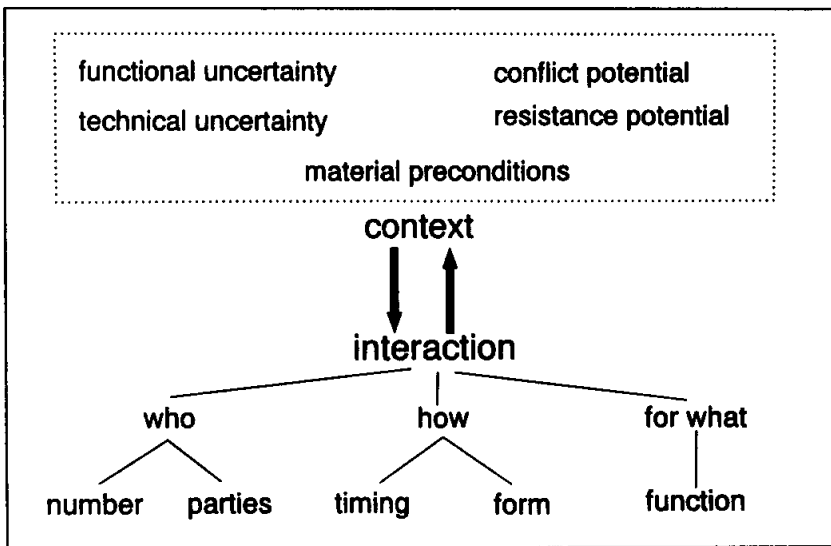 functional uncertainty
conflict potential
technical uncertainty
resistance potential
material preconditions
context
interaction
who
how
for what
number
parties
timing
form
function